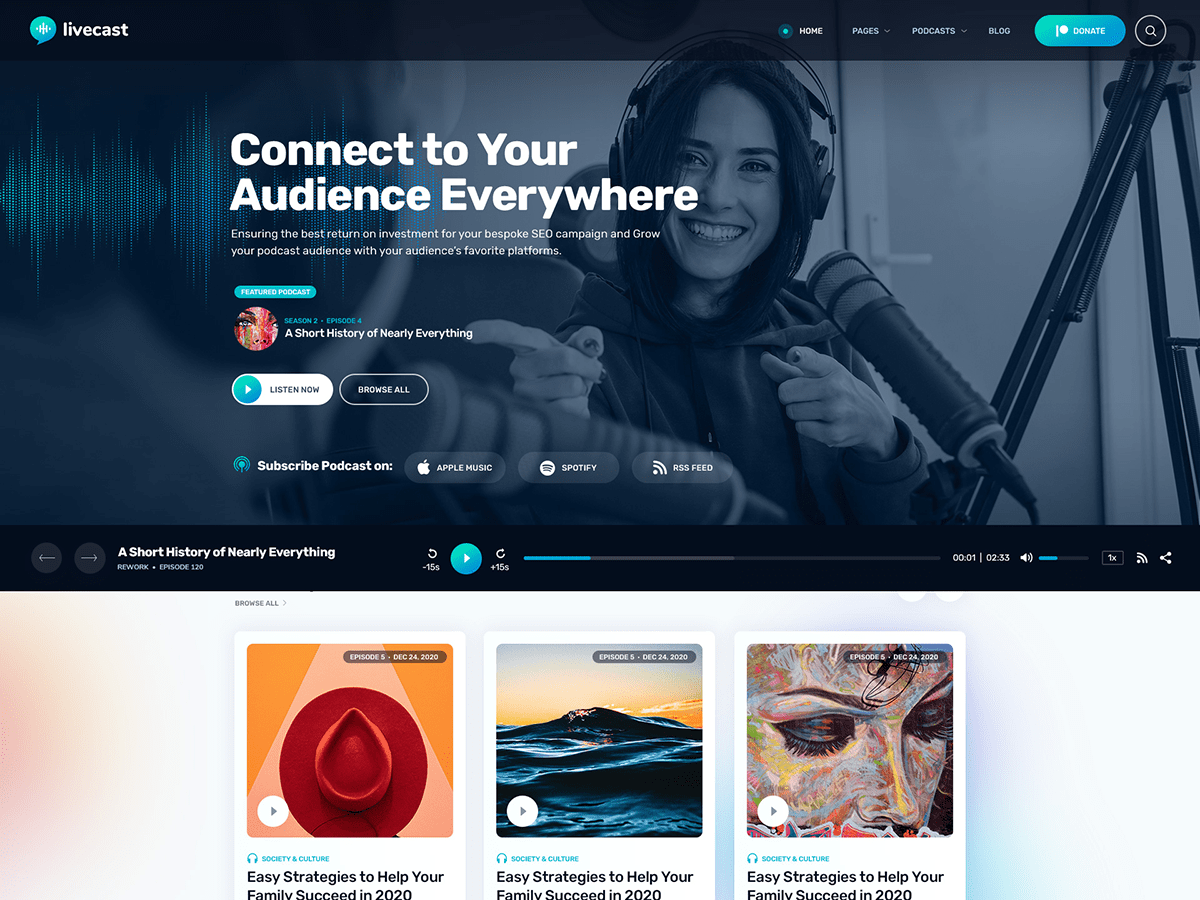 livecast
HOME
PAGES
PODCASTS
BLOG
DONATE
Connect to Your
Audience Everywhere
Ensuring the best return on investment for your bespoke SEO campaign and Grow
your podcast audience with your audience's favorite platforms.
FEATURED PODCAST
SEASON 2 • EPISODE 4
A Short History of Nearly Everything
LISTEN NOW
BROWSE ALL
Subscribe Podcast on:
APPLE MUSIC
SPOTIFY
RSS FEED
A Short History of Nearly Everything
REWORK • EPISODE 120
-15s
+15s
00:01 | 02:33
1x
BROWSE ALL
EPISODE 5 • DEC 24, 2020
EPISODE 5 • DEC 24, 2020
EPISODE 5 • DEC 24, 2020
SOCIETY & CULTURE
Easy Strategies to Help Your
Family Succeed in 2020
SOCIETY & CULTURE
Easy Strategies to Help Your
Family Succeed in 2020
SOCIETY & CULTURE
Easy Strategies to Help Your
Family Succeed in 2020